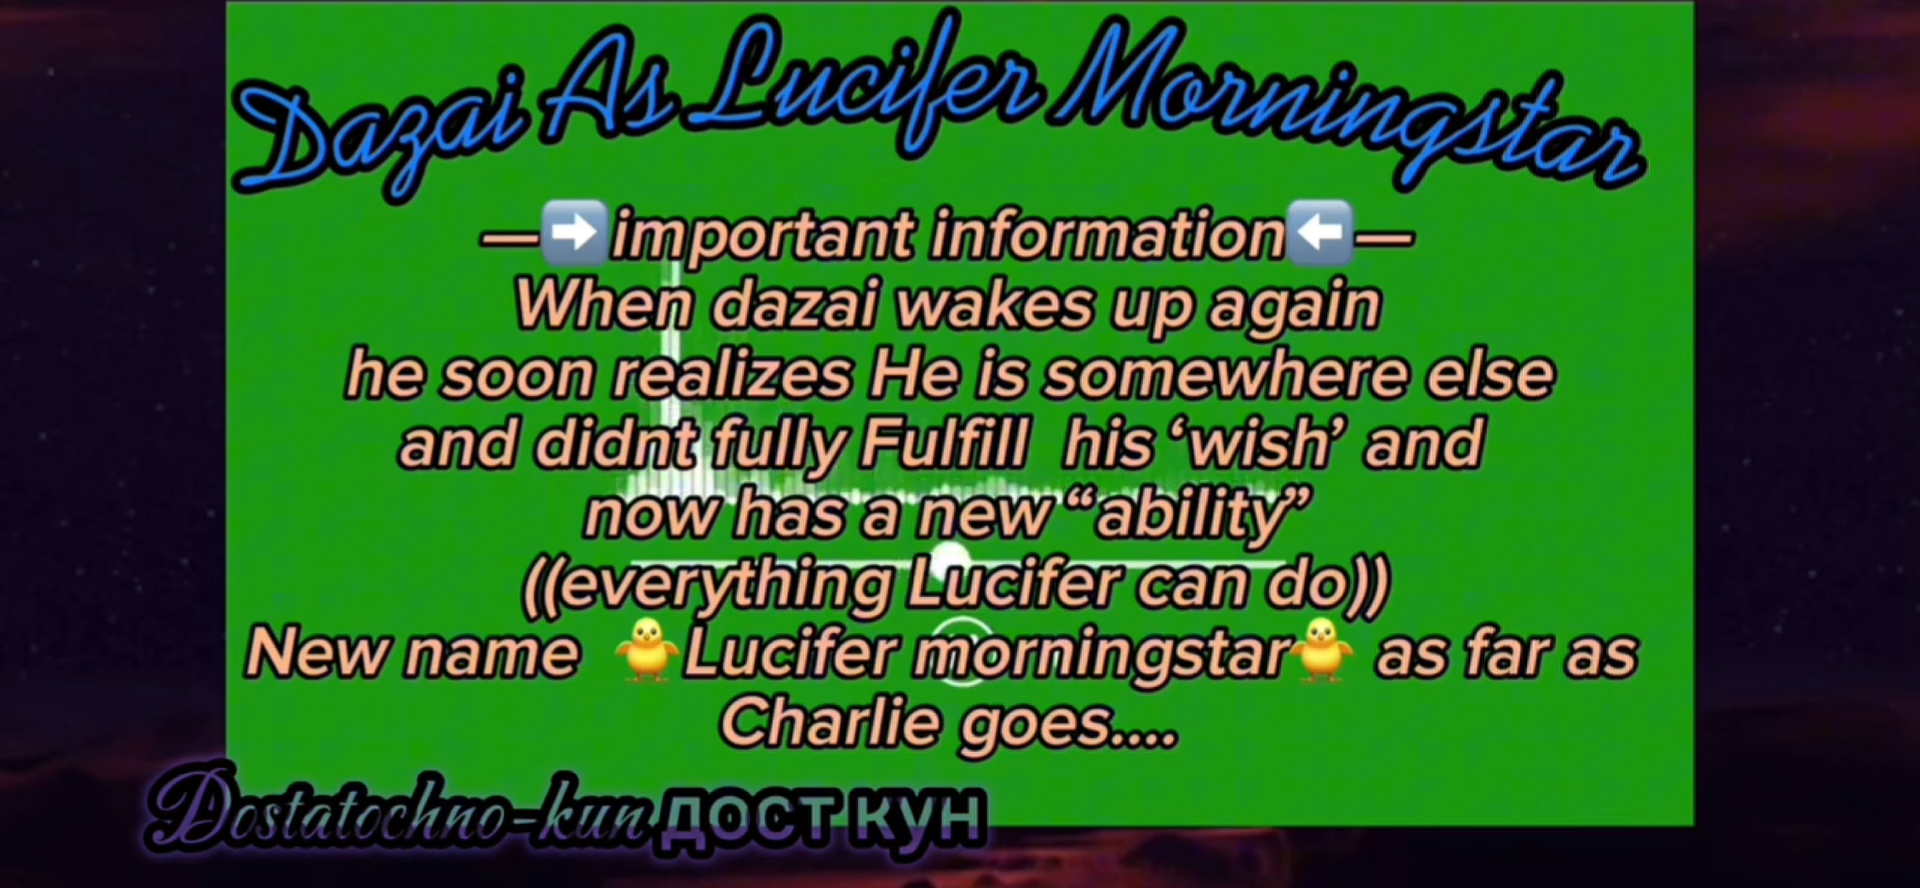 Dazai As Lucifer Morningstar
—➡️important information⬅️—
When dazai wakes up again
he soon realizes He is somewhere else
and didnt fully Fulfill his ‘wish’ and
now has a new “ability”
((everything Lucifer can do))
New name 🐥Lucifer morningstar🐥 as far as
Charlie goes....
Dostatochno-kun ДОСТ КУН